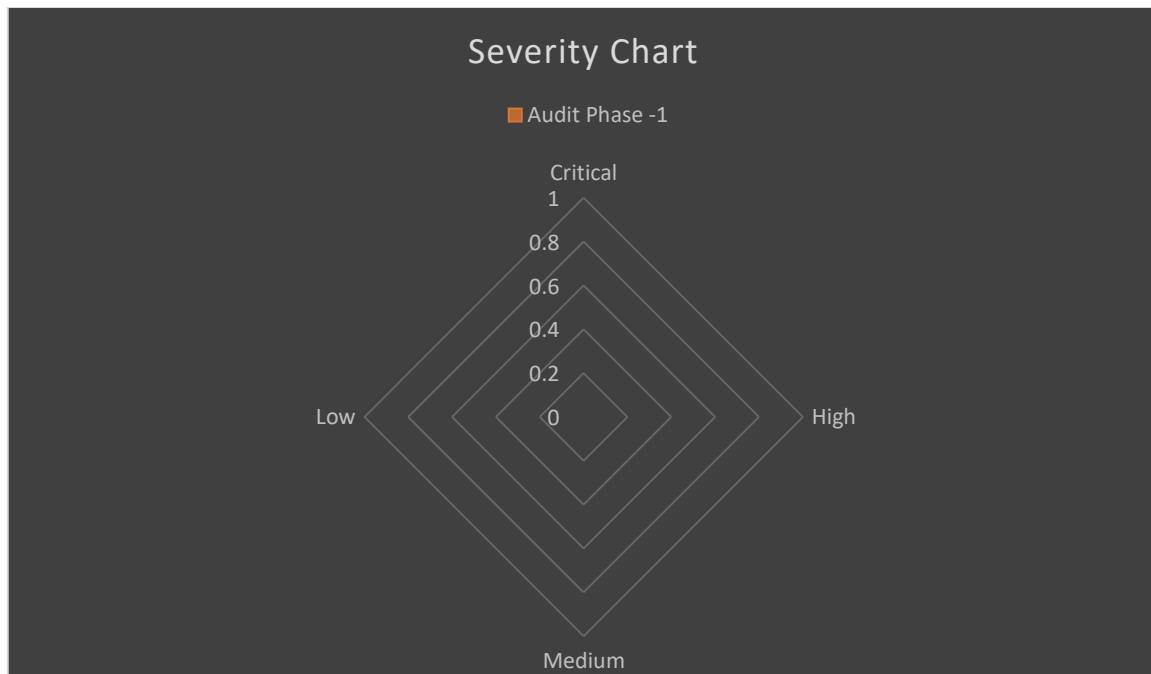 Severity Chart
Audit Phase -1
Critical
1
0.8
0.6
0.4
0.2
Low 0 High
Medium